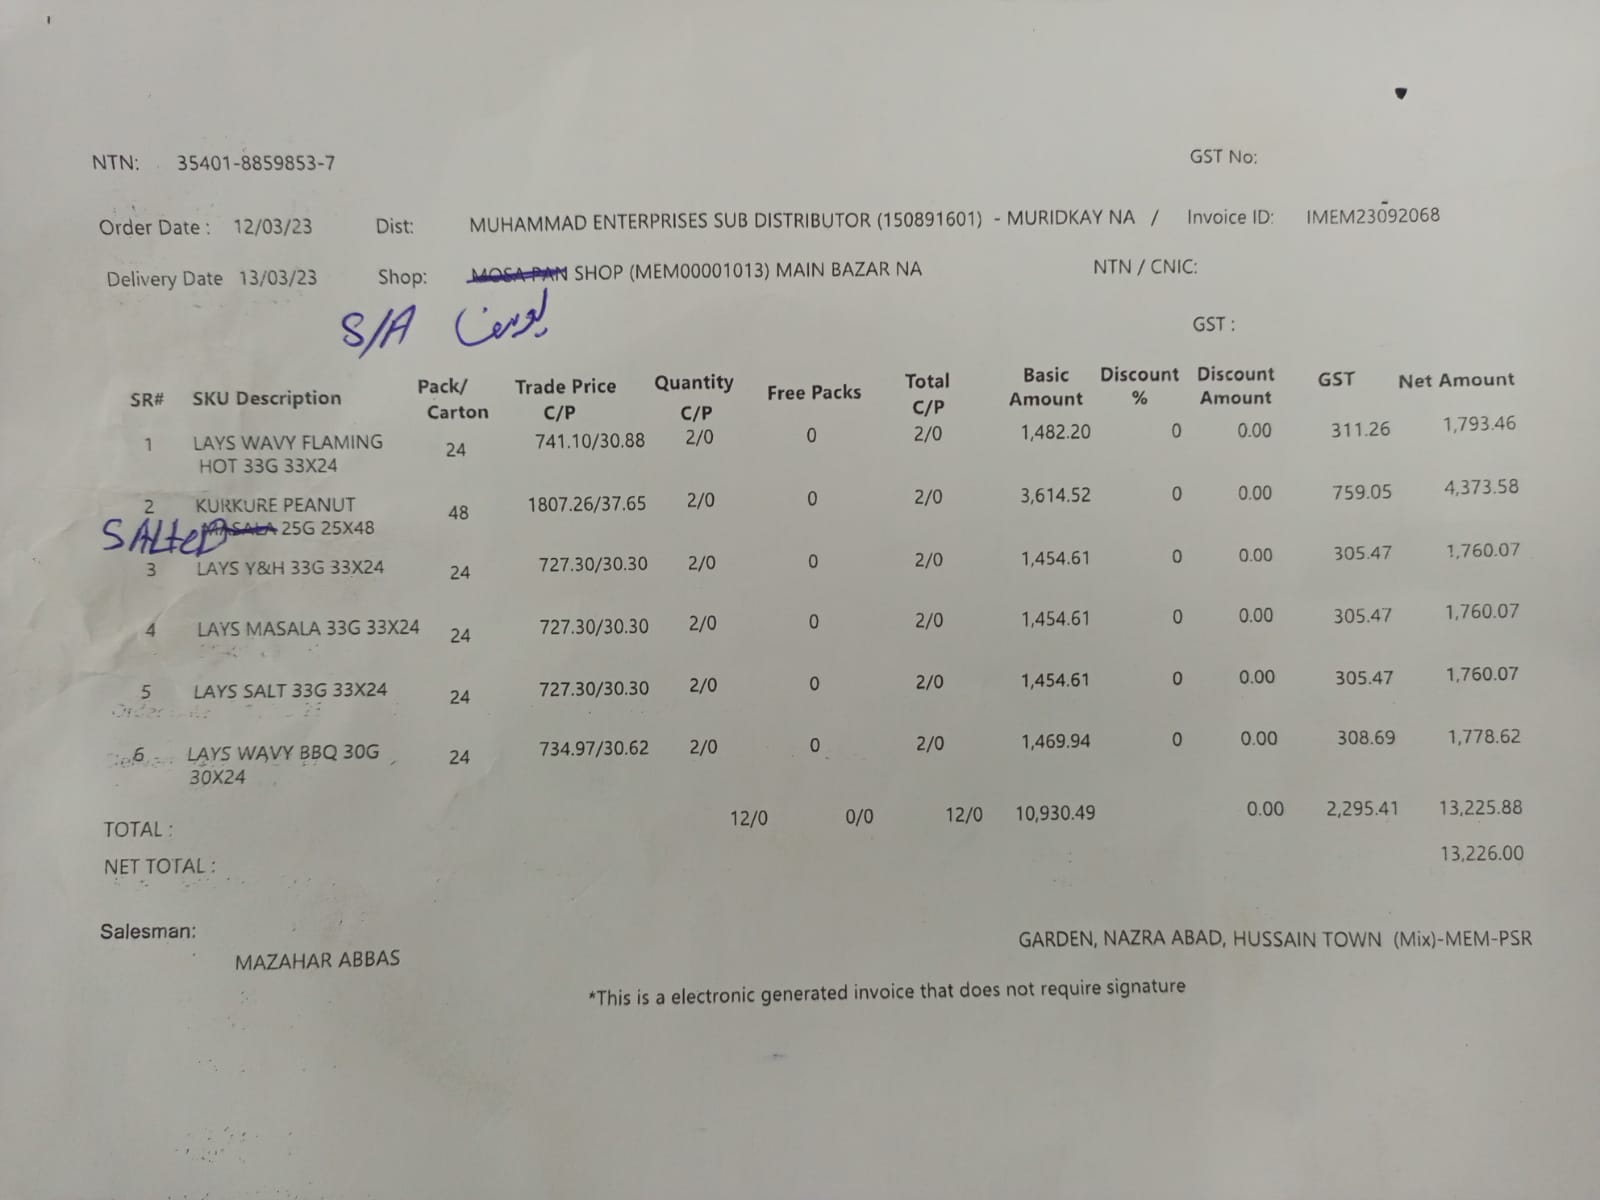 NTN: 35401-8859853-7 GST No:
Order Date : 12/03/23 Dist: MUHAMMAD ENTERPRISES SUB DISTRIBUTOR (150891601) - MURIDKAY NA / Invoice ID: IMEM23092068
Delivery Date 13/03/23 Shop: MOSA PAN SHOP (MEM00001013) MAIN BAZAR NA NTN / CNIC:
S/A یوسف
GST :
SR# SKU Description Pack/ Carton Trade Price C/P Quantity C/P Free Packs Total C/P Basic Amount Discount % Discount Amount GST Net Amount
1 LAYS WAVY FLAMING HOT 33G 33X24 24 741.10/30.88 2/0 0 2/0 1,482.20 0 0.00 311.26 1,793.46
2 KURKURE PEANUT MASALA 25G 25X48 48 1807.26/37.65 2/0 0 2/0 3,614.52 0 0.00 759.05 4,373.58
SALteD
3 LAYS Y&H 33G 33X24 24 727.30/30.30 2/0 0 2/0 1,454.61 0 0.00 305.47 1,760.07
4 LAYS MASALA 33G 33X24 24 727.30/30.30 2/0 0 2/0 1,454.61 0 0.00 305.47 1,760.07
5 LAYS SALT 33G 33X24 24 727.30/30.30 2/0 0 2/0 1,454.61 0 0.00 305.47 1,760.07
6 LAYS WAVY BBQ 30G 30X24 24 734.97/30.62 2/0 0 2/0 1,469.94 0 0.00 308.69 1,778.62
TOTAL : 12/0 0/0 12/0 10,930.49 0.00 2,295.41 13,225.88
NET TOTAL : 13,226.00
Salesman: MAZAHAR ABBAS GARDEN, NAZRA ABAD, HUSSAIN TOWN (Mix)-MEM-PSR
*This is a electronic generated invoice that does not require signature